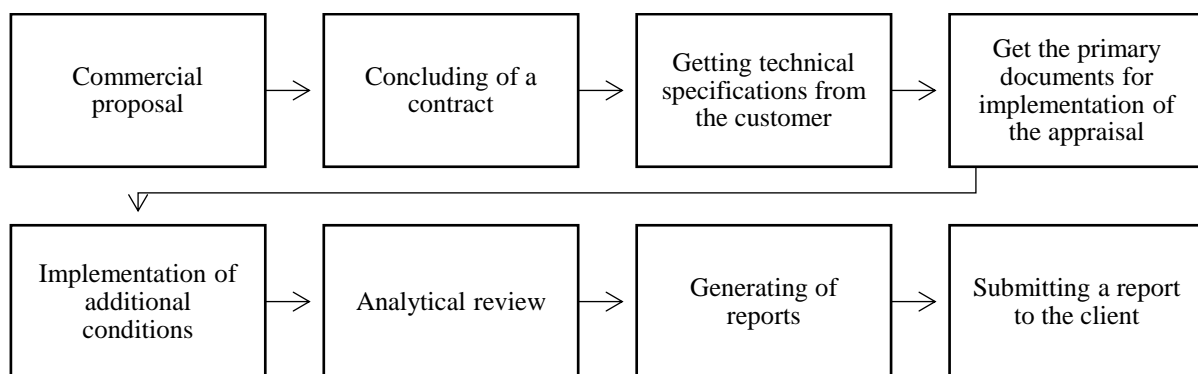 Commercial
proposal
Concluding of a
contract
Getting technical
specifications from
the customer
Get the primary
documents for
implementation of
the appraisal
Implementation of
additional
conditions
Analytical review
Generating of
reports
Submitting a report
to the client